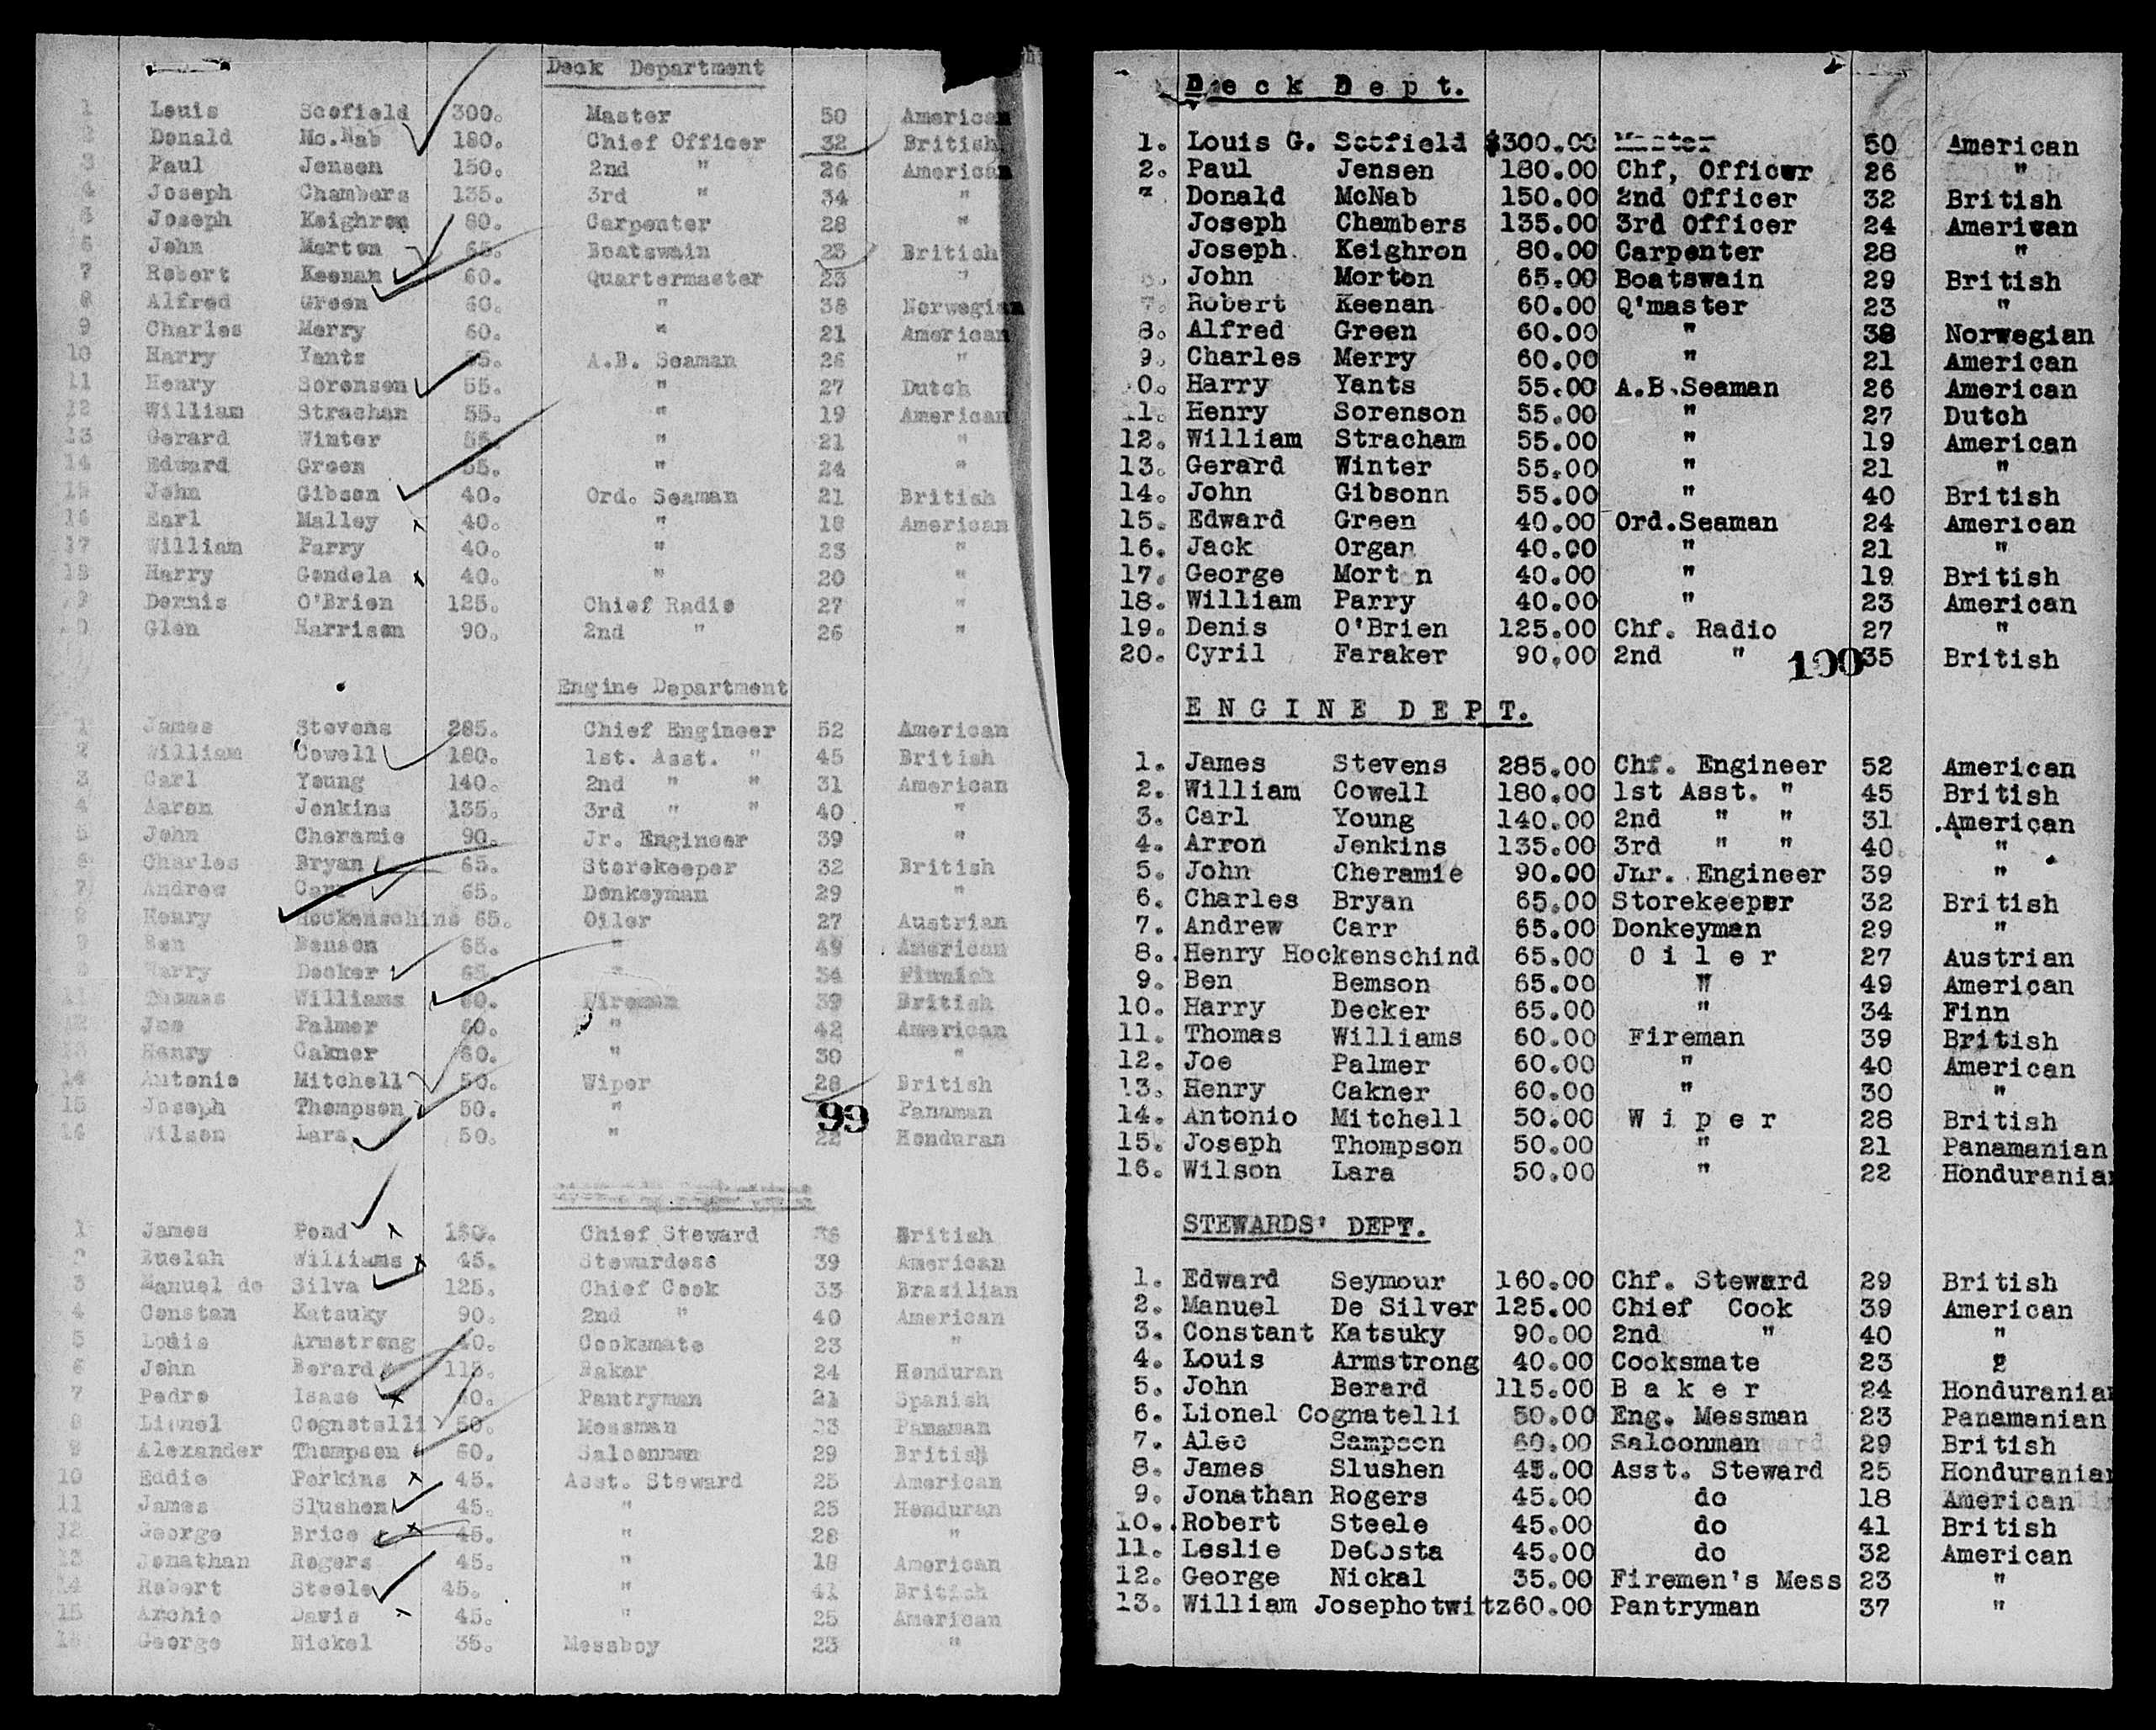 Deck Department
1 Louis Scofield 300. Master 50 American
2 Donald Mc.Nab 180. Chief Officer 32 British
3 Paul Jensen 150. 2nd " 26 American
4 Joseph Chambers 135. 3rd " 34 "
5 Joseph Keighron 80. Carpenter 28 "
6 John Morton 65. Boatswain 23 British
7 Robert Keenan 60. Quartermaster 23 "
8 Alfred Green 60. " 38 Norwegian
9 Charles Merry 60. " 21 American
10 Harry Yants 55. A.B. Seaman 26 "
11 Henry Sorensen 55. " 27 Dutch
12 William Strachan 55. " 19 American
13 Gerard Winter 55. " 21 "
14 Edward Green 55. " 24 "
15 John Gibson 40. Ord. Seaman 21 British
16 Earl Malley x 40. " 18 American
17 William Parry 40. " 23 "
18 Harry Gondela x 40. " 20 "
19 Dennis O'Brien 125. Chief Radio 27 "
0 Glen Harrison 90. 2nd " 26 "
Engine Department
1 James Stevens 285. Chief Engineer 52 American
2 William Cowell 180. 1st. Asst. " 45 British
3 Carl Young 140. 2nd " " 31 American
4 Aaron Jenkins 135. 3rd " " 40 "
5 John Cheramie 90. Jr. Engineer 39 "
6 Charles Bryan 65. Storekeeper 32 British
7 Andrew Carr 65. Donkeyman 29 "
8 Henry Hockenschins 65. Oiler 27 Austrian
9 Ben Benson 65. " 49 American
0 Harry Decker 65. " 34 Finnish
11 Thomas Williams 60. Fireman 39 British
12 Joe Palmer 60. " 42 American
13 Henry Cakner 60. " 30 "
14 Antonio Mitchell 50. Wiper 28 British
15 Joseph Thompson 50. " Panaman
99
16 Wilson Lara 50. " 22 Honduran
1 James Pond x 160. Chief Steward 36 British
2 Euelah Williams x 45. Stewardess 39 American
3 Manuel de Silva 125. Chief Cook 33 Brazilian
4 Constam Katsuky 90. 2nd " 40 American
5 Louis Armstrong 40. Cooksmate 23 "
6 John Berard 115. Baker 24 Honduran
7 Pedro Isase x 60. Pantryman 21 Spanish
8 Lionel Cognatelli 50. Messman 33 Panaman
9 Alexander Thompson 60. Saloonman 29 British
10 Eddie Perkins x 45. Asst. Steward 25 American
11 James Slushen 45. " 25 Honduran
12 George Brice x 45. " 28 "
13 Jonathan Rogers 45. " 18 American
14 Robert Steele 45. " 41 British
15 Archie Davis x 45. " 25 American
16 George Nickel 35. Messboy 23 "
Deck Dept.
1. Louis G. Scofield $300.00 Master 50 American
2. Paul Jensen 180.00 Chf, Officer 26 "
Donald McNab 150.00 2nd Officer 32 British
Joseph Chambers 135.00 3rd Officer 24 American
Joseph. Keighron 80.00 Carpenter 28 "
6. John Morton 65.00 Boatswain 29 British
7. Robert Keenan 60.00 Q'master 23 "
8. Alfred Green 60.00 " 38 Norwegian
9. Charles Merry 60.00 " 21 American
0. Harry Yants 55.00 A.B.Seaman 26 American
11. Henry Sorenson 55.00 " 27 Dutch
12. William Stracham 55.00 " 19 American
13. Gerard Winter 55.00 " 21 "
14. John Gibsonn 55.00 " 40 British
15. Edward Green 40.00 Ord.Seaman 24 American
16. Jack Organ 40.00 " 21 "
17. George Mort n 40.00 " 19 British
18. William Parry 40.00 " 23 American
19. Denis O'Brien 125.00 Chf. Radio 27 "
20. Cyril Faraker 90.00 2nd " 35 British
100
ENGINE DEPT.
1. James Stevens 285.00 Chf. Engineer 52 American
2. William Cowell 180.00 1st Asst. " 45 British
3. Carl Young 140.00 2nd " " 31 American
4. Arron Jenkins 135.00 3rd " " 40 "
5. John Cheramie 90.00 Jnr. Engineer 39 "
6. Charles Bryan 65.00 Storekeeper 32 British
7. Andrew Carr 65.00 Donkeyman 29 "
8. Henry Hockenschind 65.00 Oiler 27 Austrian
9. Ben Bemson 65.00 " 49 American
10. Harry Decker 65.00 " 34 Finn
11. Thomas Williams 60.00 Fireman 39 British
12. Joe Palmer 60.00 " 40 American
13. Henry Cakner 60.00 " 30 "
14. Antonio Mitchell 50.00 Wiper 28 British
15. Joseph Thompson 50.00 " 21 Panamanian
16. Wilson Lara 50.00 " 22 Honduranian
STEWARDS' DEPT.
1. Edward Seymour 160.00 Chf. Steward 29 British
2. Manuel De Silver 125.00 Chief Cook 39 American
3. Constant Katsuky 90.00 2nd " 40 "
4. Louis Armstrong 40.00 Cooksmate 23 2
5. John Berard 115.00 Baker 24 Honduranian
6. Lionel Cognatelli 50.00 Eng. Messman 23 Panamanian
7. Alec Sampson 60.00 Saloonman 29 British
8. James Slushen 45.00 Asst. Steward 25 Honduranian
9. Jonathan Rogers 45.00 do 18 American
10. Robert Steele 45.00 do 41 British
11. Leslie DeCosta 45.00 do 32 American
12. George Nickal 35.00 Firemen's Mess 23 "
13. William Josephotwitz 60.00 Pantryman 37 "